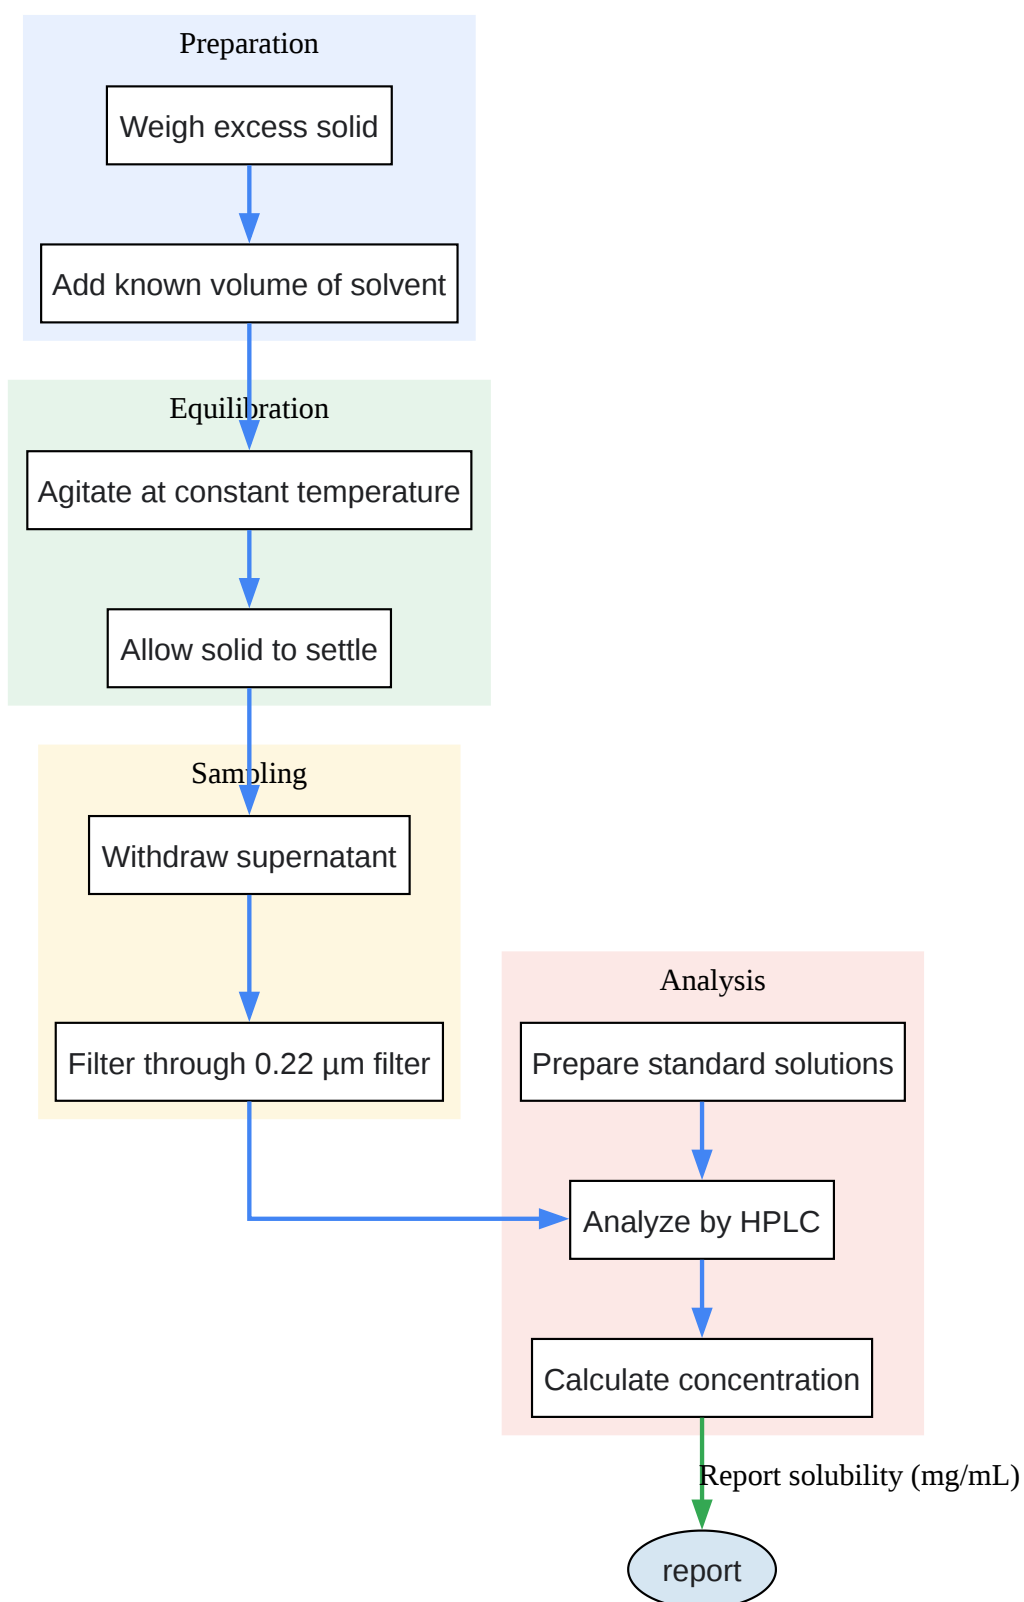 Preparation
Weigh excess solid
Add known volume of solvent
Equilibration
Agitate at constant temperature
Allow solid to settle
Sampling
Withdraw supernatant
Filter through 0.22 µm filter
Analysis
Prepare standard solutions
Analyze by HPLC
Calculate concentration
Report solubility (mg/mL)
report